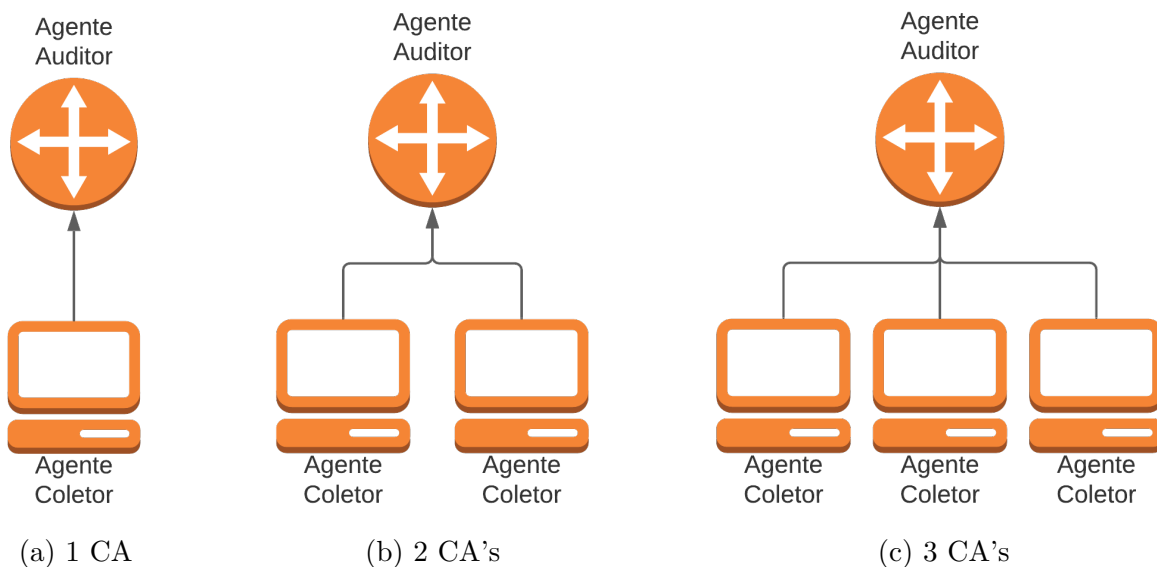 Agente
Auditor
Agente
Coletor
(a) 1 CA
Agente
Auditor
Agente
Coletor
Agente
Coletor
(b) 2 CA's
Agente
Auditor
Agente
Coletor
Agente
Coletor
Agente
Coletor
(c) 3 CA's